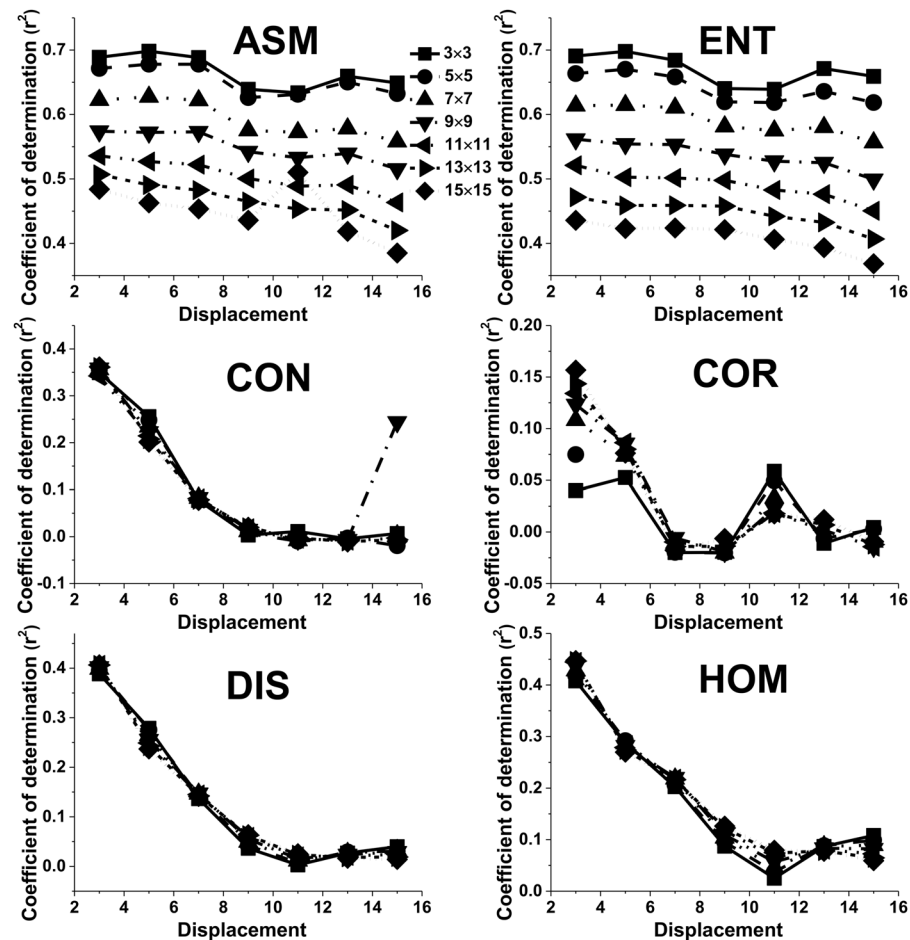 ASM
Coefficient of determination (r²)
0.7
0.6
0.5
0.4
2 4 6 8 10 12 14 16
Displacement
3×3
5×5
7×7
9×9
11×11
13×13
15×15
ENT
Coefficient of determination (r²)
0.7
0.6
0.5
0.4
2 4 6 8 10 12 14 16
Displacement
CON
Coefficient of determination (r²)
0.4
0.3
0.2
0.1
0.0
-0.1
2 4 6 8 10 12 14 16
Displacement
COR
Coefficient of determination (r²)
0.20
0.15
0.10
0.05
0.00
-0.05
2 4 6 8 10 12 14 16
Displacement
DIS
Coefficient of determination (r²)
0.4
0.3
0.2
0.1
0.0
2 4 6 8 10 12 14 16
Displacement
HOM
Coefficient of determination (r²)
0.5
0.4
0.3
0.2
0.1
0.0
2 4 6 8 10 12 14 16
Displacement